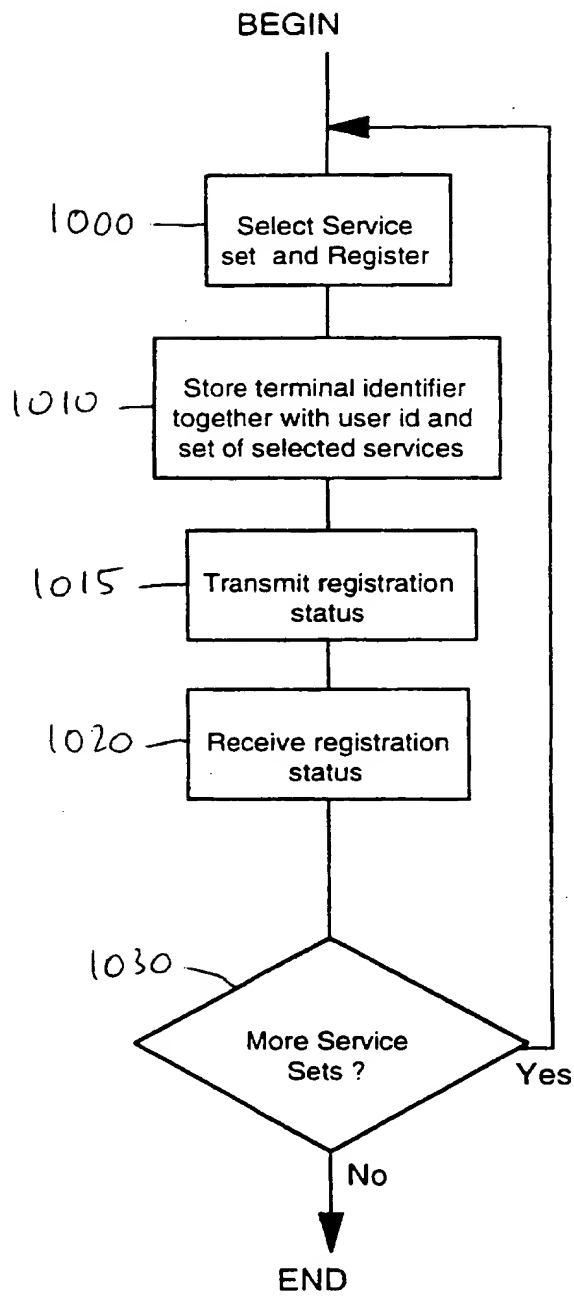 BEGIN
1000
Select Service
set and Register
1010
Store terminal identifier
together with user id and
set of selected services
1015
Transmit registration
status
1020
Receive registration
status
1030
More Service
Sets ?
Yes
No
END